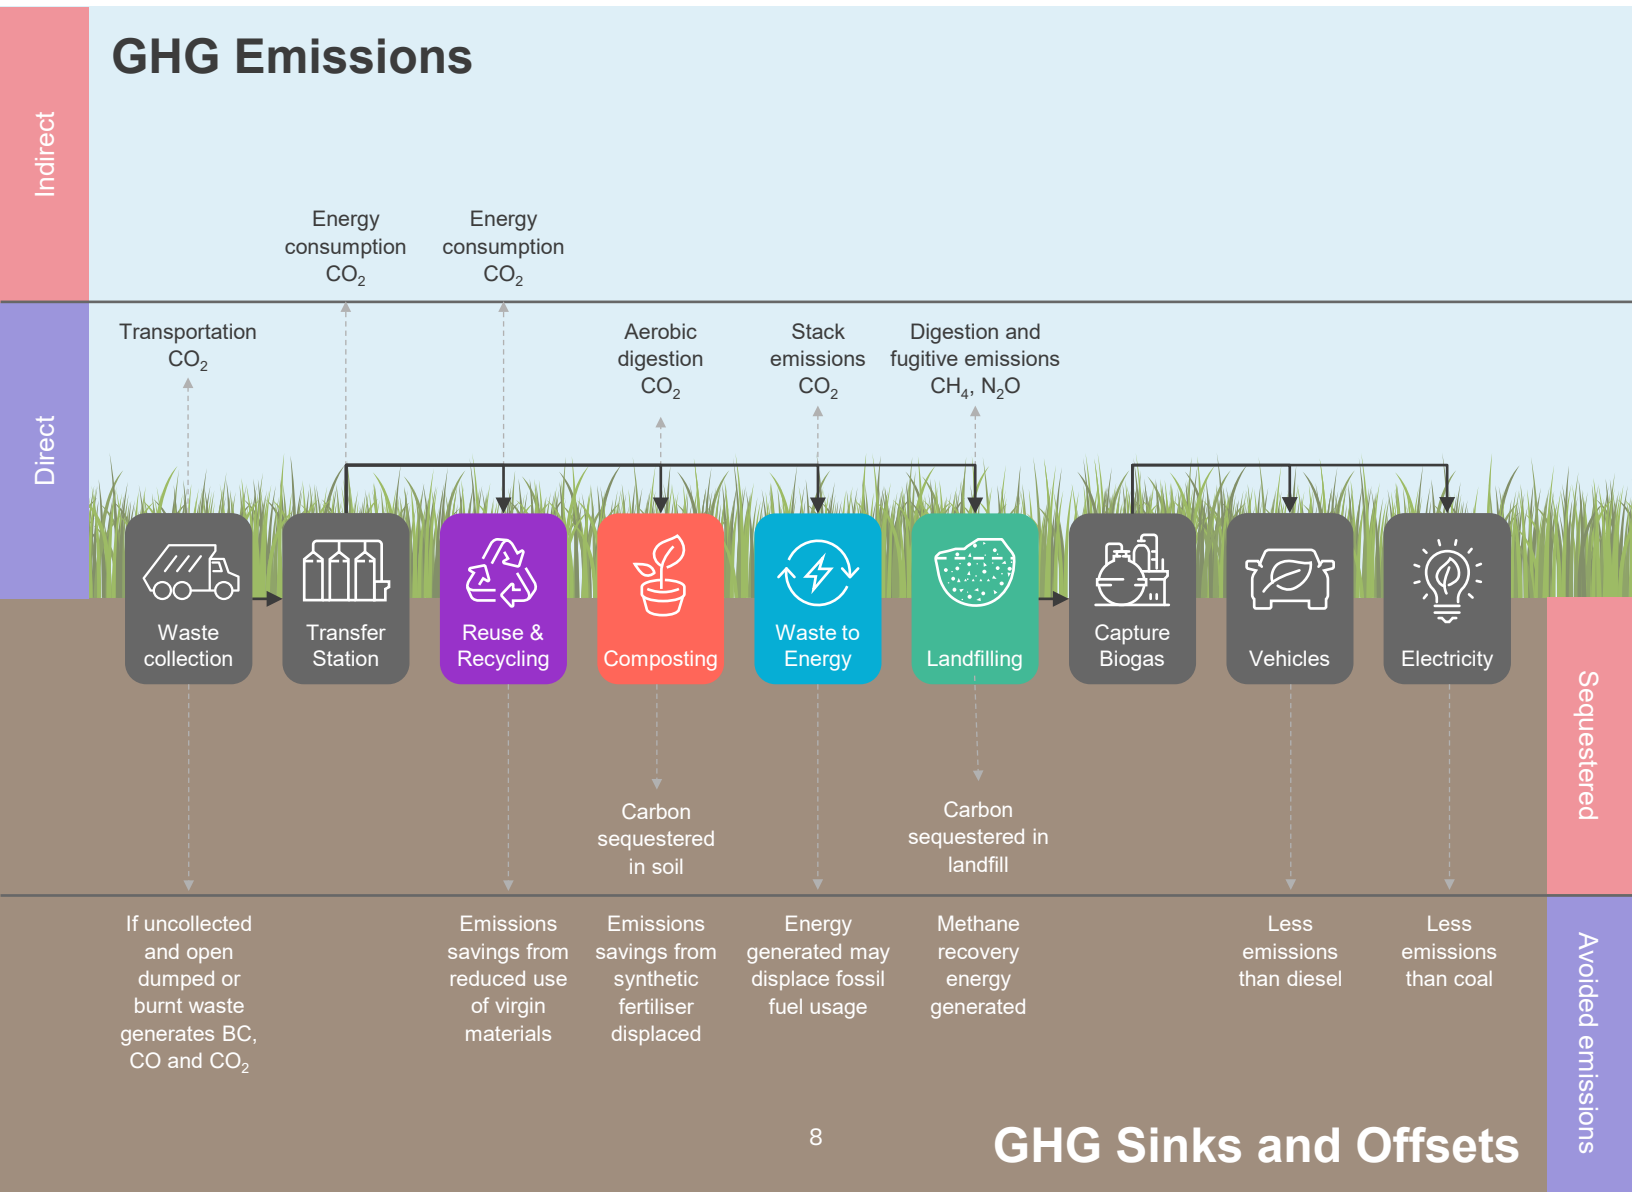 GHG Emissions
Indirect
Energy
consumption
CO₂
Energy
consumption
CO₂
Direct
Transportation
CO₂
Aerobic
digestion
CO₂
Stack
emissions
CO₂
Digestion and
fugitive emissions
CH₄, N₂O
Waste
collection
Transfer
Station
Reuse &
Recycling
Composting
Waste to
Energy
Landfilling
Capture
Biogas
Vehicles
Electricity
Sequestered
Carbon
sequestered
in soil
Carbon
sequestered in
landfill
If uncollected
and open
dumped or
burnt waste
generates BC,
CO and CO₂
Emissions
savings from
reduced use
of virgin
materials
Emissions
savings from
synthetic
fertiliser
displaced
Energy
generated may
displace fossil
fuel usage
Methane
recovery
energy
generated
Less
emissions
than diesel
Less
emissions
than coal
Avoided emissions
8
GHG Sinks and Offsets